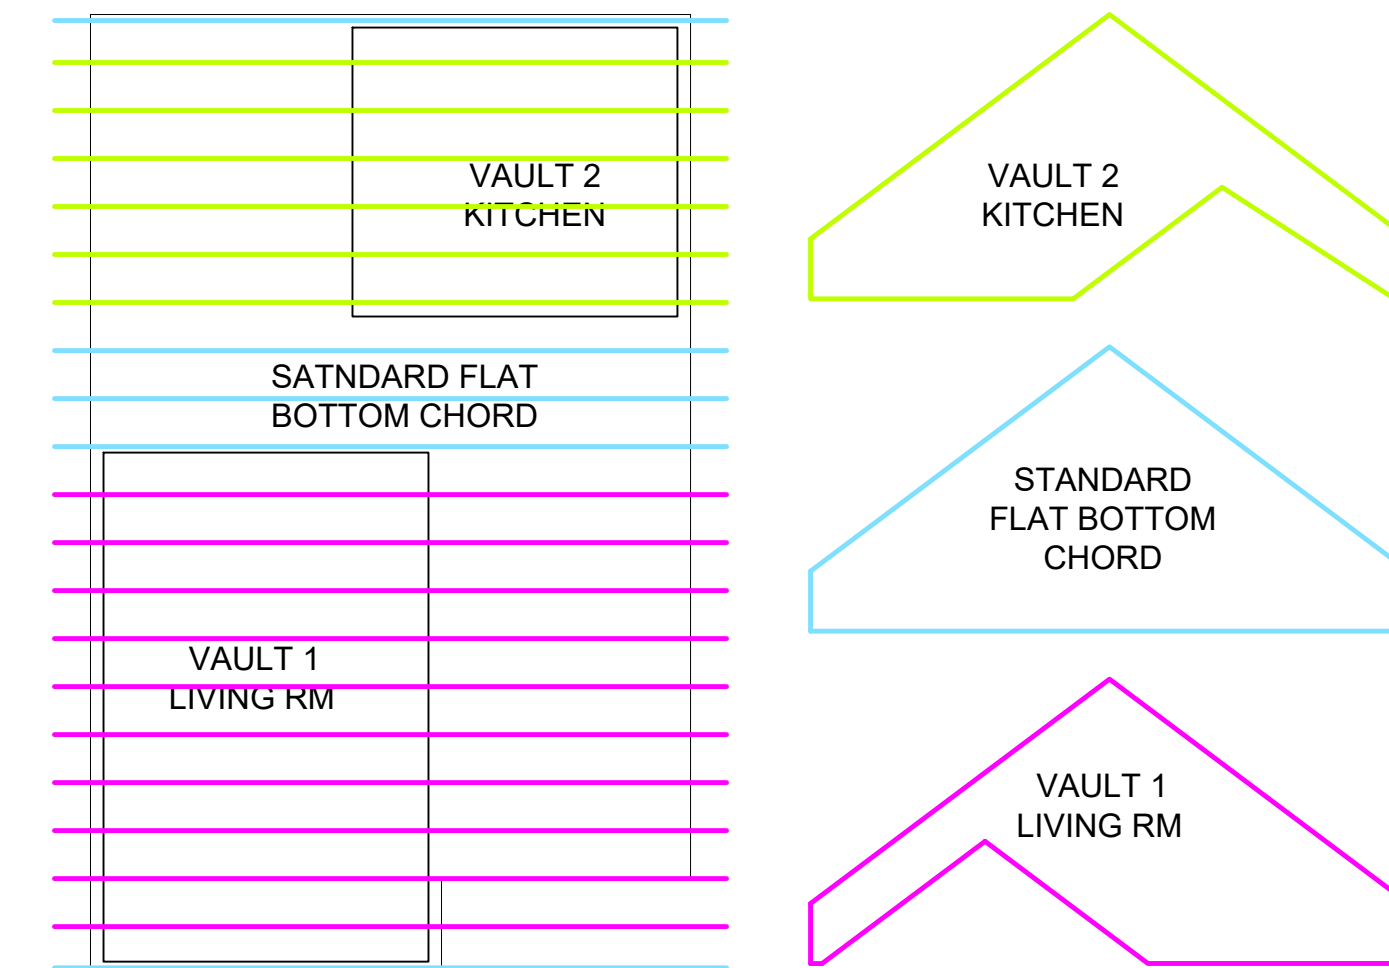 VAULT 2
KITCHEN
SATNDARD FLAT
BOTTOM CHORD
VAULT 1
LIVING RM
VAULT 2
KITCHEN
STANDARD
FLAT BOTTOM
CHORD
VAULT 1
LIVING RM